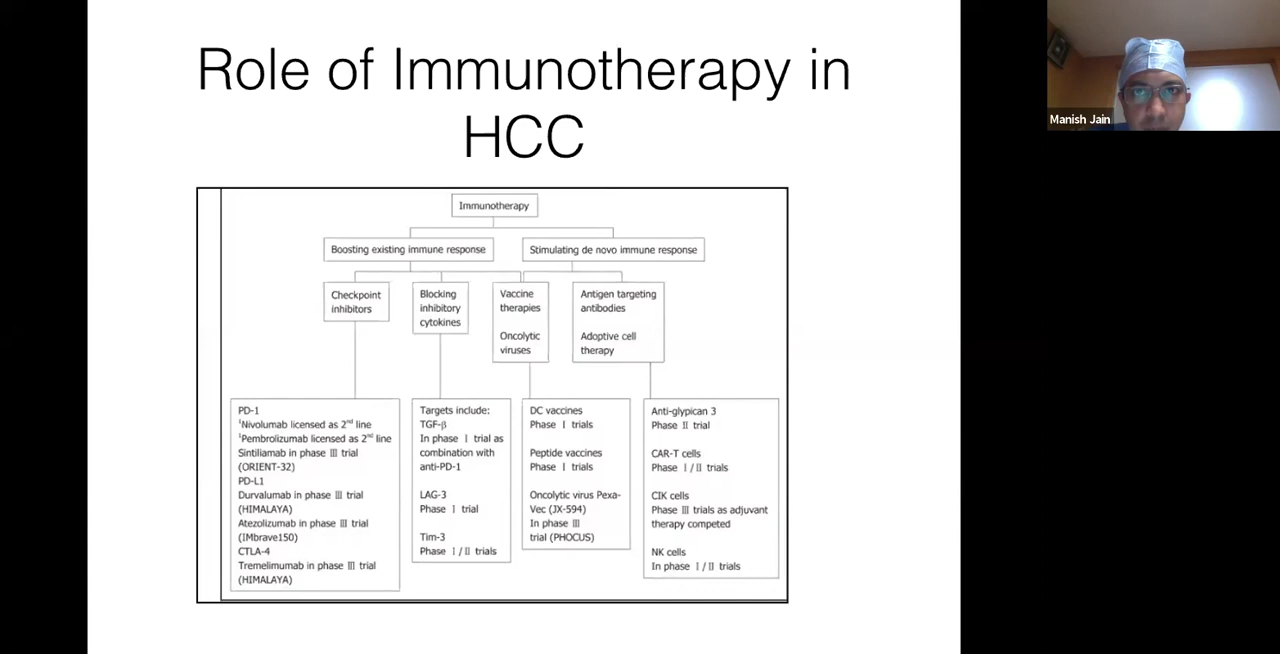 Role of Immunotherapy in
HCC
Manish Jain
Immunotherapy
Boosting existing immune response
Stimulating de novo immune response
Checkpoint
inhibitors
Blocking
inhibitory
cytokines
Vaccine
therapies
Oncolytic
viruses
Antigen targeting
antibodies
Adoptive cell
therapy
PD-1
¹Nivolumab licensed as 2nd line
¹Pembrolizumab licensed as 2nd line
Sintiliamab in phase Ⅲ trial
(ORIENT-32)
PD-L1
Durvalumab in phase Ⅲ trial
(HIMALAYA)
Atezolizumab in phase Ⅲ trial
(IMbrave150)
CTLA-4
Tremelimumab in phase Ⅲ trial
(HIMALAYA)
Targets include:
TGF-β
In phase Ⅰ trial as
combination with
anti-PD-1
LAG-3
Phase Ⅰ trial
Tim-3
Phase Ⅰ/Ⅱ trials
DC vaccines
Phase Ⅰ trials
Peptide vaccines
Phase Ⅰ trials
Oncolytic virus Pexa-
Vec (JX-594)
In phase Ⅲ
trial (PHOCUS)
Anti-glypican 3
Phase Ⅱ trial
CAR-T cells
Phase Ⅰ/Ⅱ trials
CIK cells
Phase Ⅲ trials as adjuvant
therapy competed
NK cells
In phase Ⅰ/Ⅱ trials